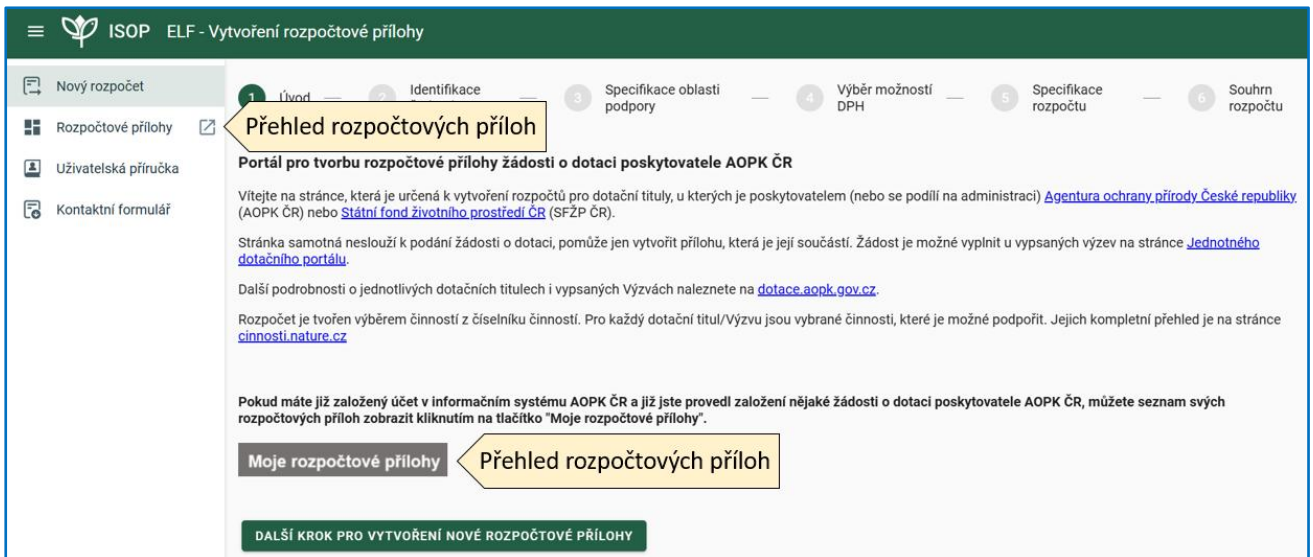 ISOP ELF - Vytvoření rozpočtové přílohy
Nový rozpočet
Rozpočtové přílohy
Uživatelská příručka
Kontaktní formulář
1 Úvod
2 Identifikace
3 Specifikace oblasti
podpory
4 Výběr možností
DPH
5 Specifikace
rozpočtu
6 Souhrn
rozpočtu
Přehled rozpočtových příloh
Portál pro tvorbu rozpočtové přílohy žádosti o dotaci poskytovatele AOPK ČR
Vítejte na stránce, která je určená k vytvoření rozpočtů pro dotační tituly, u kterých je poskytovatelem (nebo se podílí na administraci) Agentura ochrany přírody České republiky
(AOPK ČR) nebo Státní fond životního prostředí ČR (SFŽP ČR).
Stránka samotná neslouží k podání žádosti o dotaci, pomůže jen vytvořit přílohu, která je její součástí. Žádost je možné vyplnit u vypsaných výzev na stránce Jednotného
dotačního portálu.
Další podrobnosti o jednotlivých dotačních titulech i vypsaných Výzvách naleznete na dotace.aopk.gov.cz.
Rozpočet je tvořen výběrem činností z číselníku činností. Pro každý dotační titul/Výzvu jsou vybrané činnosti, které je možné podpořit. Jejich kompletní přehled je na stránce
cinnosti.nature.cz
Pokud máte již založený účet v informačním systému AOPK ČR a již jste provedl založení nějaké žádosti o dotaci poskytovatele AOPK ČR, můžete seznam svých
rozpočtových příloh zobrazit kliknutím na tlačítko "Moje rozpočtové přílohy".
Moje rozpočtové přílohy
Přehled rozpočtových příloh
DALŠÍ KROK PRO VYTVOŘENÍ NOVÉ ROZPOČTOVÉ PŘÍLOHY